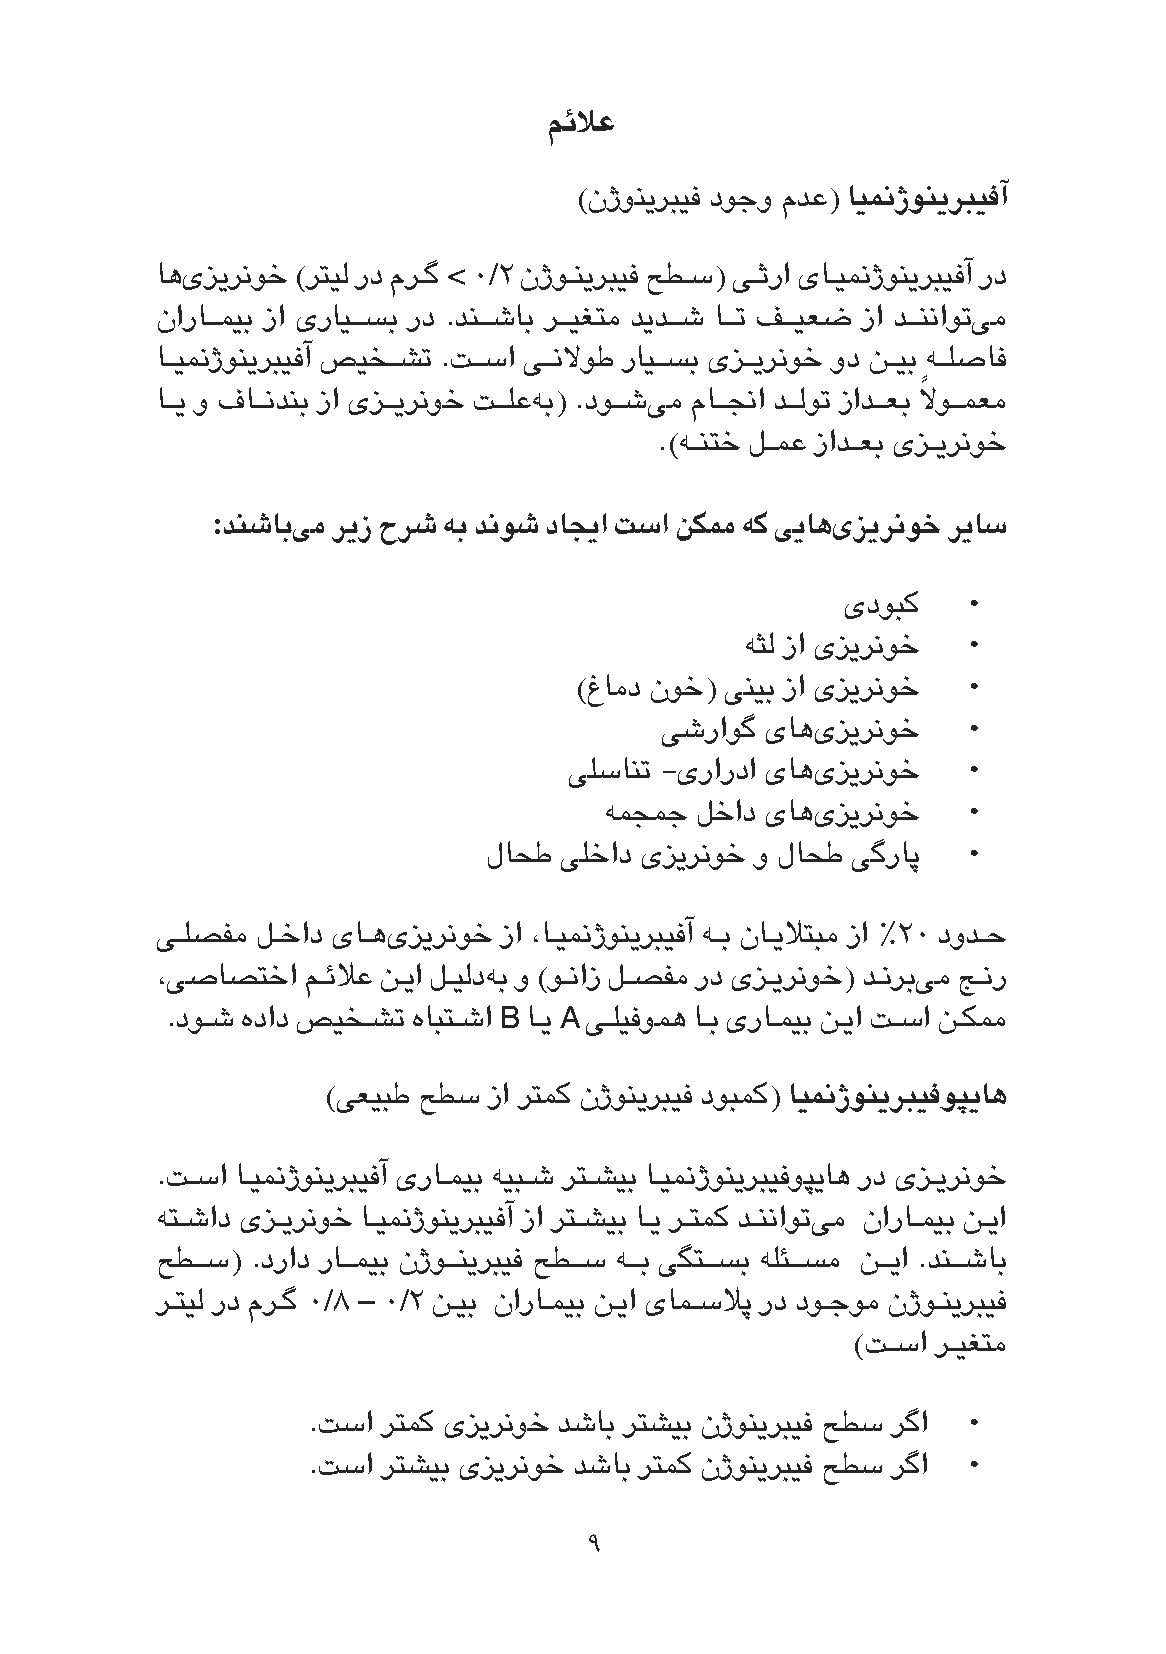 علائم
آفیبرینوژنمیا (عدم وجود فیبرینوژن)
در آفیبرینوژنمیای ارثی (سطح فیبرینوژن ۰/۲ > گرم در لیتر) خونریزی‌ها
می‌توانند از ضعیف تا شدید متغیر باشند. در بسیاری از بیماران
فاصله بین دو خونریزی بسیار طولانی است. تشخیص آفیبرینوژنمیا
معمولاً بعداز تولد انجام می‌شود. (به‌علت خونریزی از بندناف و یا
خونریزی بعداز عمل ختنه).
سایر خونریزی‌هایی که ممکن است ایجاد شوند به شرح زیر می‌باشند:
• کبودی
• خونریزی از لثه
• خونریزی از بینی (خون دماغ)
• خونریزی‌های گوارشی
• خونریزی‌های ادراری- تناسلی
• خونریزی‌های داخل جمجمه
• پارگی طحال و خونریزی داخلی طحال
حدود ۲۰٪ از مبتلایان به آفیبرینوژنمیا، از خونریزی‌های داخل مفصلی
رنج می‌برند (خونریزی در مفصل زانو) و به‌دلیل این علائم اختصاصی،
ممکن است این بیماری با هموفیلی A یا B اشتباه تشخیص داده شود.
هایپوفیبرینوژنمیا (کمبود فیبرینوژن کمتر از سطح طبیعی)
خونریزی در هایپوفیبرینوژنمیا بیشتر شبیه بیماری آفیبرینوژنمیا است.
این بیماران می‌توانند کمتر یا بیشتر از آفیبرینوژنمیا خونریزی داشته
باشند. این مسئله بستگی به سطح فیبرینوژن بیمار دارد. (سطح
فیبرینوژن موجود در پلاسمای این بیماران بین ۰/۲ - ۰/۸ گرم در لیتر
متغیر است)
• اگر سطح فیبرینوژن بیشتر باشد خونریزی کمتر است.
• اگر سطح فیبرینوژن کمتر باشد خونریزی بیشتر است.
۹